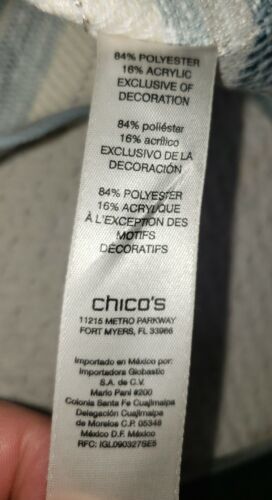 84% POLYESTER
16% ACRYLIC
EXCLUSIVE OF
DECORATION
84% poliéster
16% acrílico
EXCLUSIVO DE LA
DECORACIÓN
84% POLYESTER
16% ACRYLIQUE
À L'EXCEPTION DES
MOTIFS
DÉCORATIFS
chico's
11215 METRO PARKWAY
FORT MYERS, FL 33966
Importado en México por:
Importadora Globastic
S.A. de C.V.
Mario Pani #200
Colonia Santa Fe Cuajimalpa
Delegación Cuajimalpa
de Morelos C.P. 05348
México D.F. México
RFC: IGL090327SE5